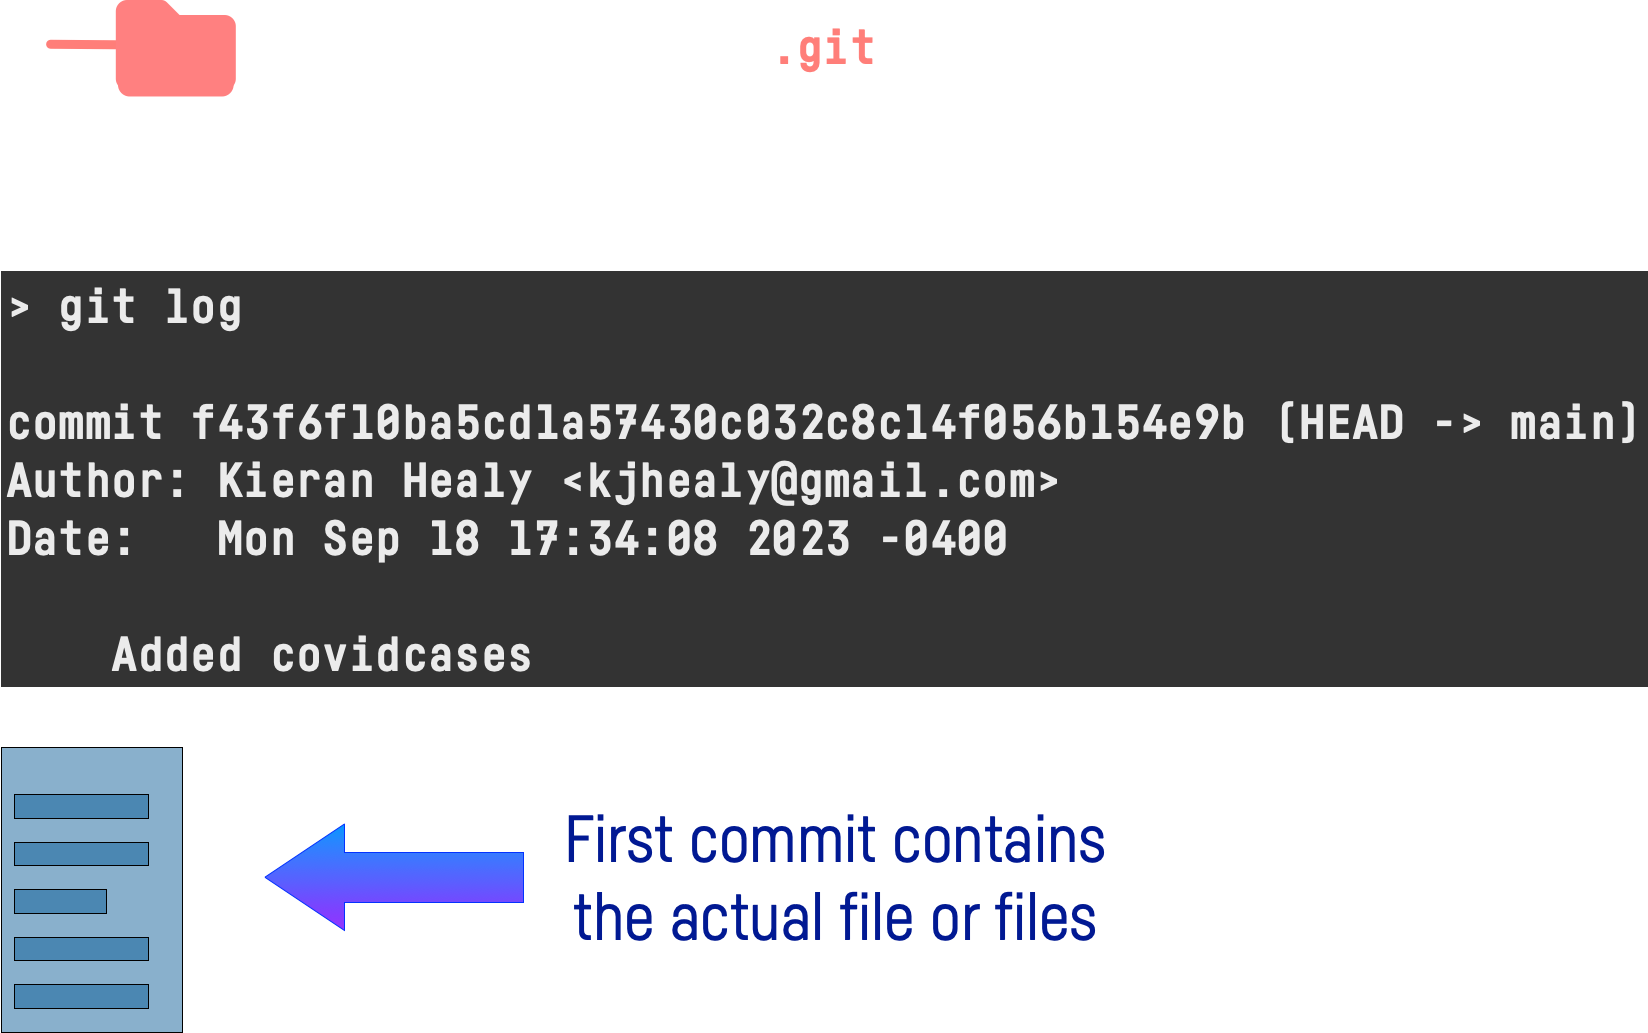 .git
> git log
commit f43f6f10ba5cd1a57430c032c8c14f056b154e9b (HEAD -> main)
Author: Kieran Healy <kjhealy@gmail.com>
Date:   Mon Sep 18 17:34:08 2023 -0400
Added covidcases
First commit contains
the actual file or files